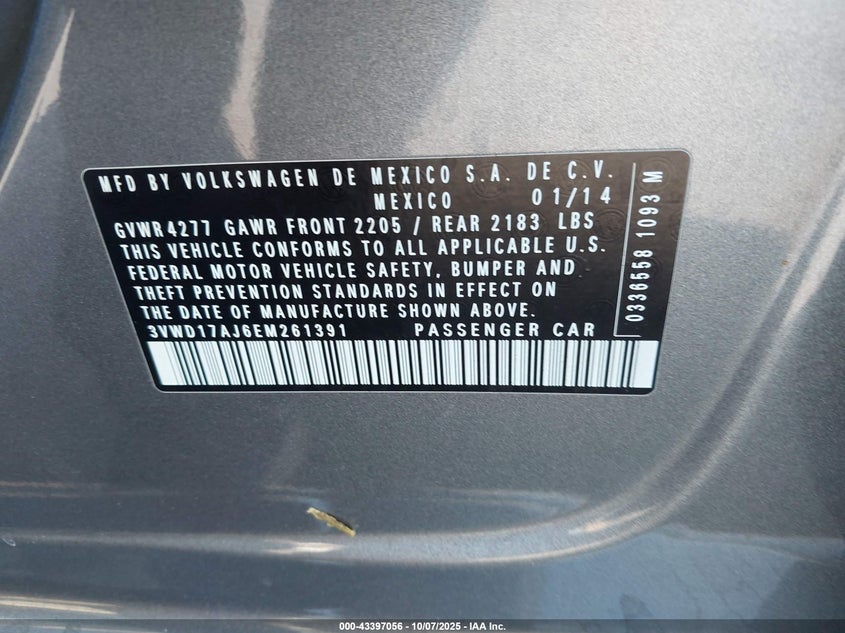 MFD BY VOLKSWAGEN DE MEXICO S.A. DE C.V.
MEXICO 01/14
GVWR 4277 GAWR FRONT 2205 / REAR 2183 LBS
THIS VEHICLE CONFORMS TO ALL APPLICABLE U.S.
FEDERAL MOTOR VEHICLE SAFETY, BUMPER AND
THEFT PREVENTION STANDARDS IN EFFECT ON
THE DATE OF MANUFACTURE SHOWN ABOVE.
3VWD17AJ6EM261391 PASSENGER CAR
0336558 1093 M
000-43397056 - 10/07/2025 - IAA Inc.